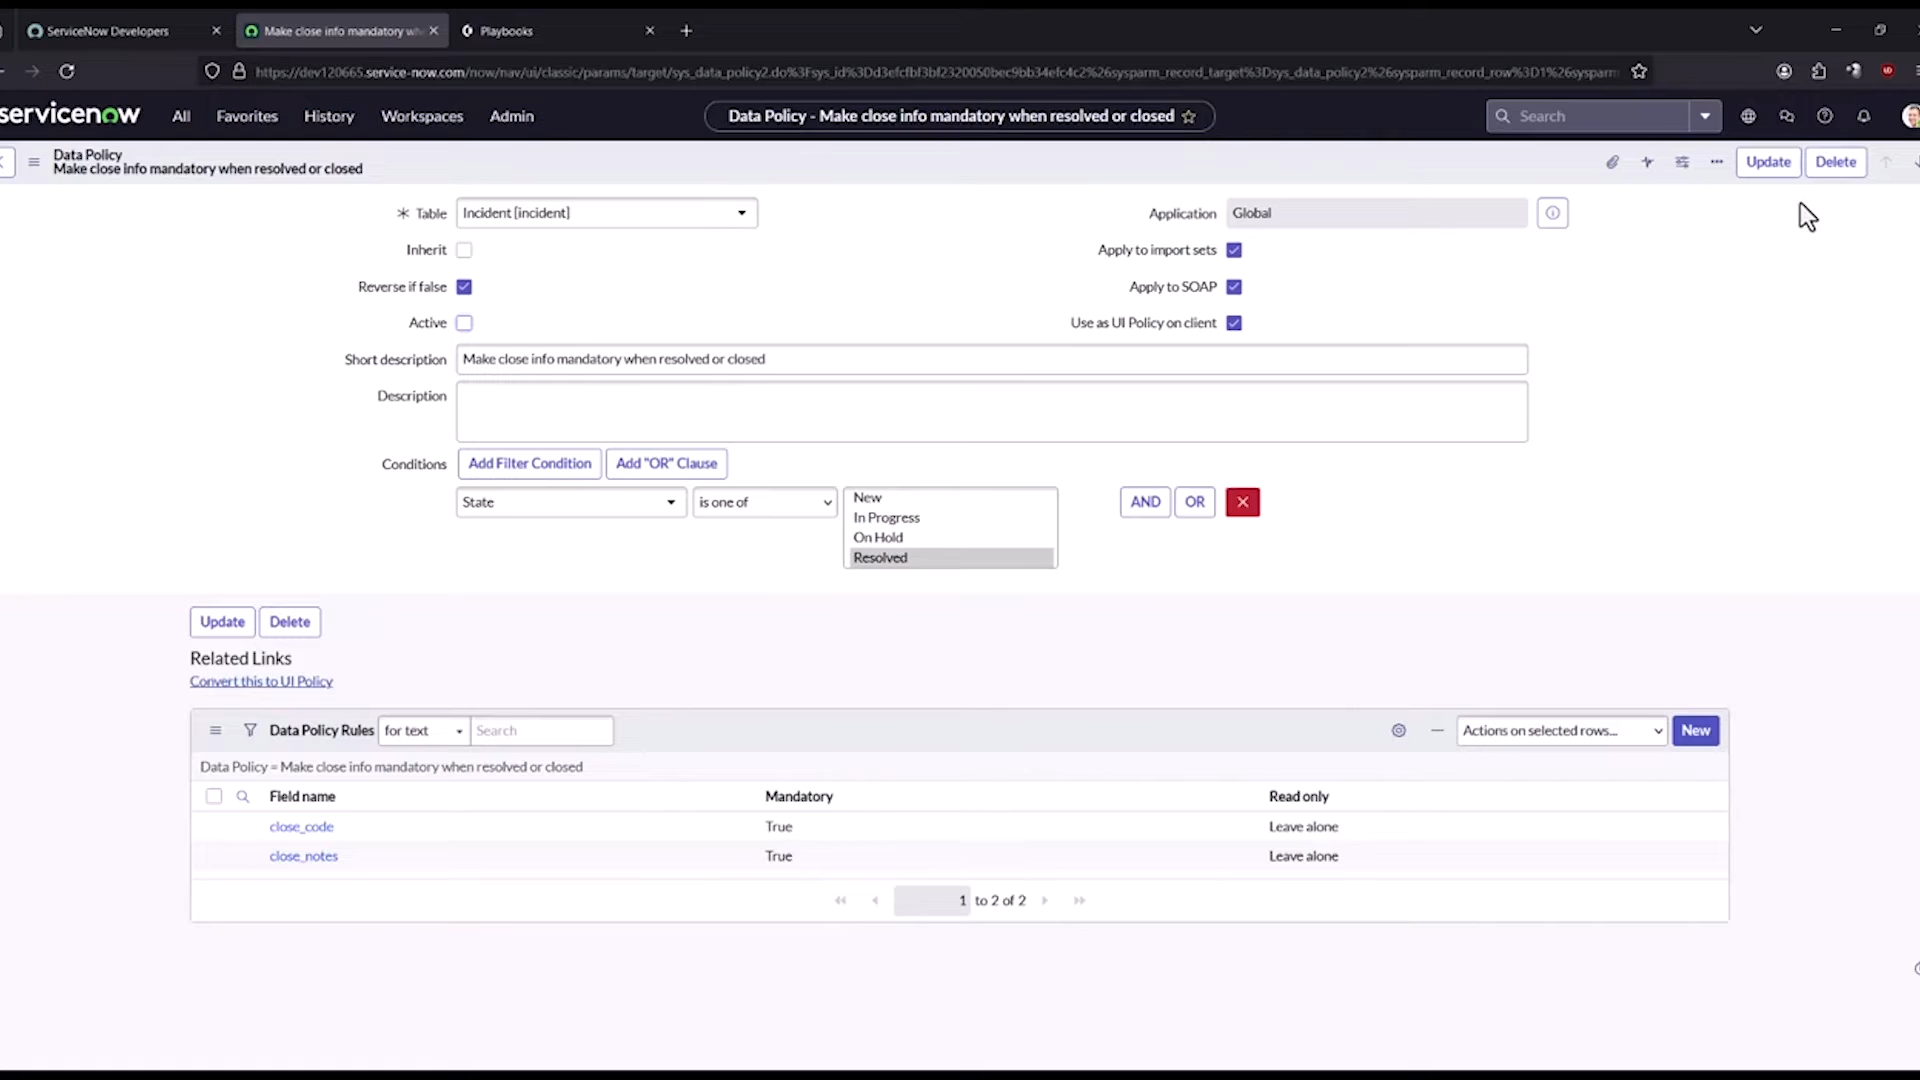 ServiceNow Developers
Make close info mandatory wh
Playbooks
https://dev120665.service-now.com/now/nav/ui/classic/params/target/sys_data_policy2.do%3Fsys_id%3Dd3efcfbf3bf2320050bec9bb34efc4c2%26sysparm_record_target%3Dsys_data_policy2%26sysparm_record_row%3D1%26sysparm
servicenow
All
Favorites
History
Workspaces
Admin
Data Policy - Make close info mandatory when resolved or closed
Search
Data Policy
Make close info mandatory when resolved or closed
Update
Delete
Table
Incident [incident]
Application
Global
Inherit
Apply to import sets
Reverse if false
Apply to SOAP
Active
Use as UI Policy on client
Short description
Make close info mandatory when resolved or closed
Description
Conditions
Add Filter Condition
Add "OR" Clause
State
is one of
New
In Progress
On Hold
Resolved
AND
OR
Update
Delete
Related Links
Convert this to UI Policy
Data Policy Rules
for text
Search
Actions on selected rows...
New
Data Policy = Make close info mandatory when resolved or closed
Field name
Mandatory
Read only
close_code
True
Leave alone
close_notes
True
Leave alone
1 to 2 of 2